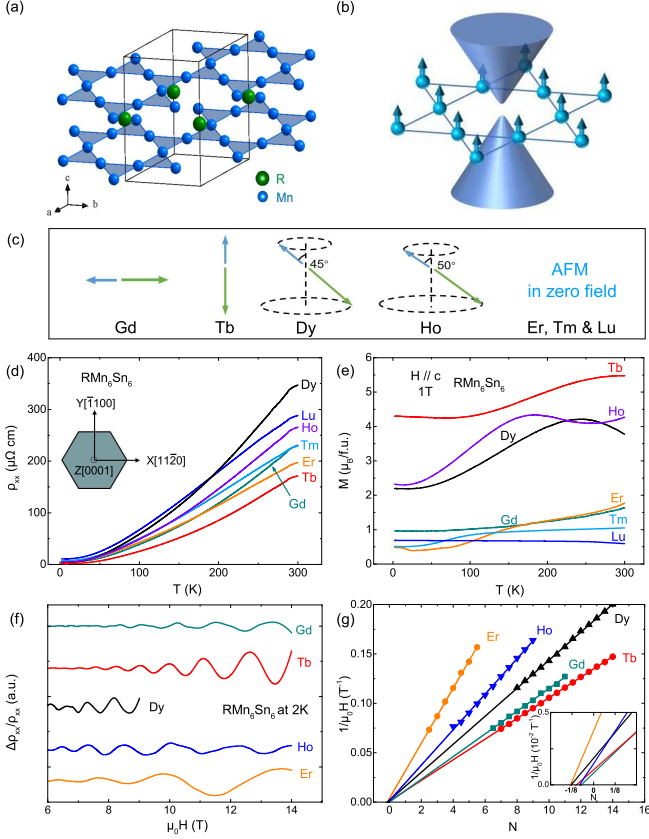 (a)
c
a
b
R
Mn
(b)
(c)
45°
50°
AFM
in zero field
Gd
Tb
Dy
Ho
Er, Tm & Lu
(d)
400
350
300
250
200
150
100
50
0
ρxx (μΩ cm)
RMn6Sn6
Y[1̅100]
X[112̅0]
Z[0001]
Dy
Lu
Ho
Tm
Er
Tb
Gd
0
100
200
300
T (K)
(e)
6
5
4
3
2
1
0
M (μB/f.u.)
H // c
1T
RMn6Sn6
Tb
Ho
Dy
Er
Gd
Tm
Lu
0
100
200
300
T (K)
(f)
Δρxx/ρxx (a.u.)
Gd
Tb
Dy
RMn6Sn6 at 2K
Ho
Er
6
8
10
12
14
μ0H (T)
(g)
0.20
0.15
0.10
0.05
0.00
1/μ0H (T-1)
Er
Ho
Dy
Gd
Tb
0.5
0.0
1/μ0H (10-2 T-1)
-1/8
0
1/8
N
0
2
4
6
8
10
12
14
16
N